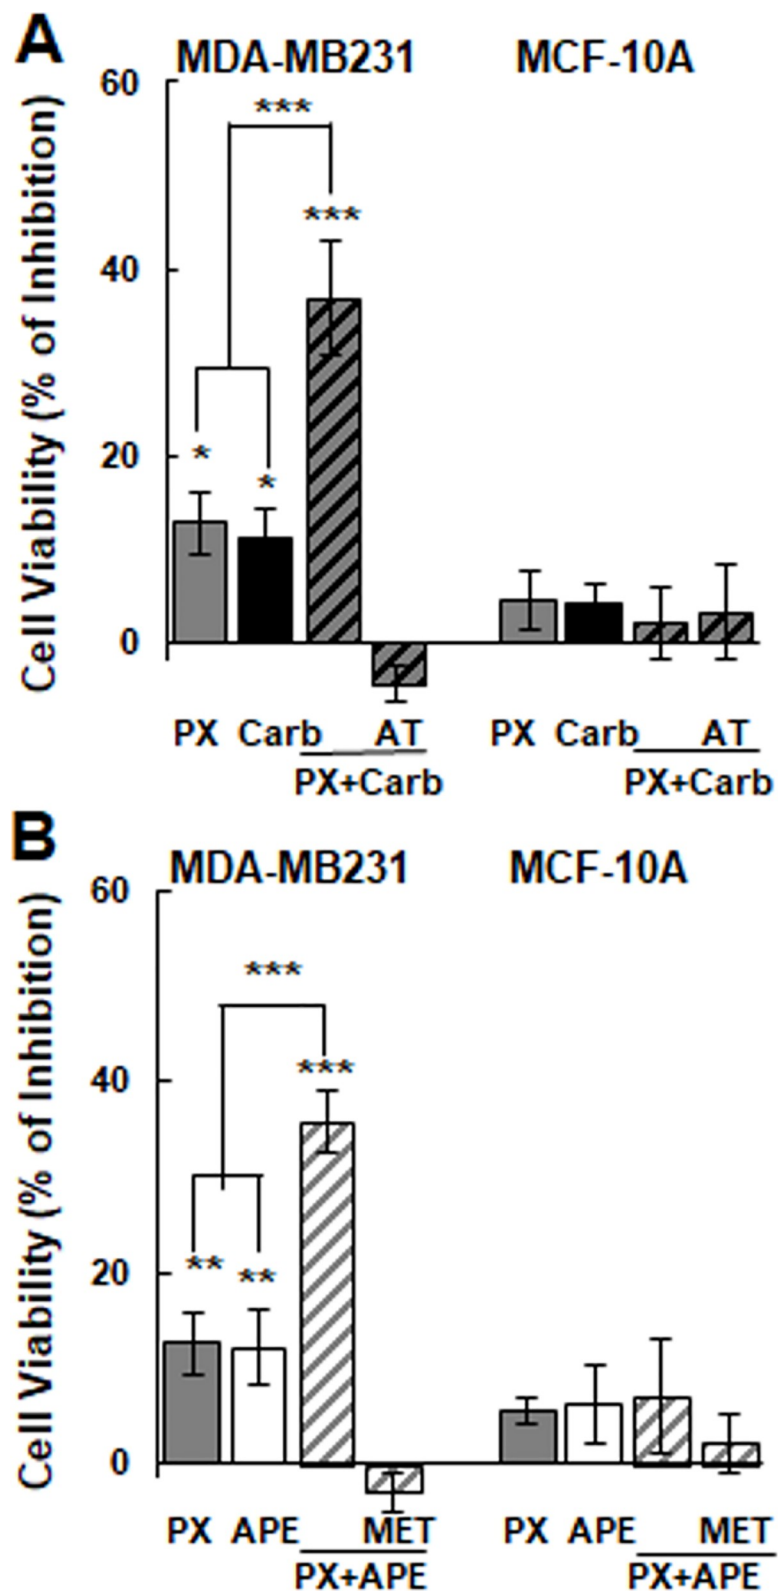 A
MDA-MB231 MCF-10A
Cell Viability (% of Inhibition)
60
***
***
40
20
*
*
0
PX Carb AT PX Carb AT
PX+Carb PX+Carb
B
MDA-MB231 MCF-10A
Cell Viability (% of Inhibition)
60
***
40
***
20
**
**
0
PX APE MET PX APE MET
PX+APE PX+APE